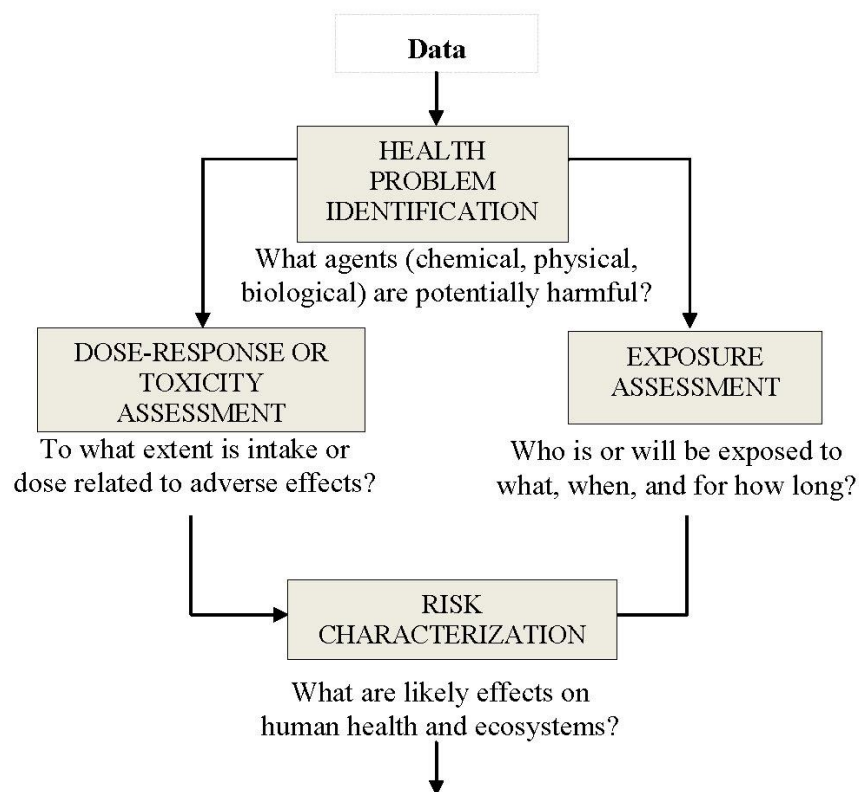 Data
HEALTH
PROBLEM
IDENTIFICATION
What agents (chemical, physical,
biological) are potentially harmful?
DOSE-RESPONSE OR
TOXICITY
ASSESSMENT
To what extent is intake or
dose related to adverse effects?
EXPOSURE
ASSESSMENT
Who is or will be exposed to
what, when, and for how long?
RISK
CHARACTERIZATION
What are likely effects on
human health and ecosystems?